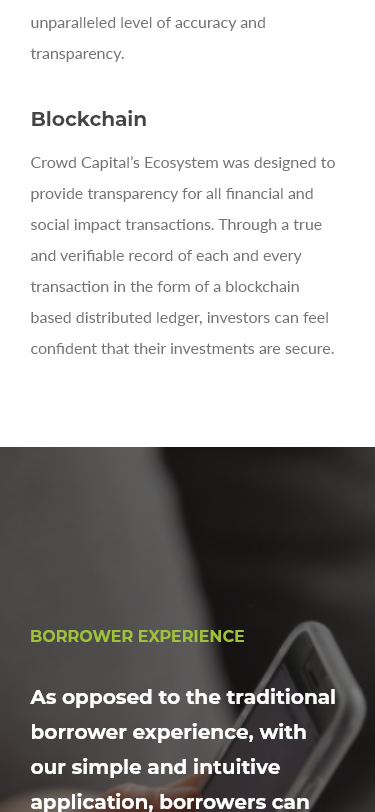 unparalleled level of accuracy and
transparency.
Blockchain
Crowd Capital’s Ecosystem was designed to
provide transparency for all financial and
social impact transactions. Through a true
and verifiable record of each and every
transaction in the form of a blockchain
based distributed ledger, investors can feel
confident that their investments are secure.
BORROWER EXPERIENCE
As opposed to the traditional
borrower experience, with
our simple and intuitive
application, borrowers can